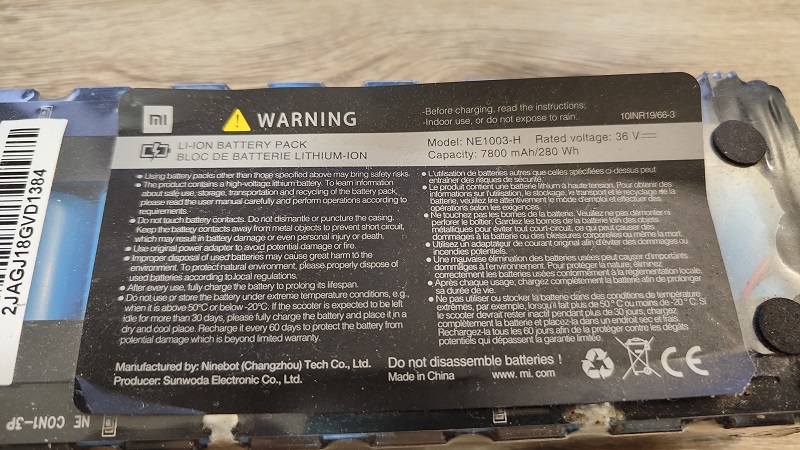 mi
WARNING
-Before charging, read the instructions;
-Indoor use, or do not expose to rain.
10INR19/66-3
LI-ION BATTERY PACK
BLOC DE BATTERIE LITHIUM-ION
Model: NE1003-H Rated voltage: 36 V⎓
Capacity: 7800 mAh/280 Wh
• Using battery packs other than those specified above may bring safety risks.
• The product contains a high-voltage lithium battery. To learn information
about safe use, storage, transportation and recycling of the battery pack,
please read the user manual carefully and perform operations according to
requirements.
• Do not touch battery contacts. Do not dismantle or puncture the casing.
Keep the battery contacts away from metal objects to prevent short circuit,
which may result in battery damage or even personal injury or death.
• Use original power adaptor to avoid potential damage or fire.
• Improper disposal of used batteries may cause great harm to the
environment. To protect natural environment, please properly dispose of
used batteries according to local regulations.
• After every use, fully charge the battery to prolong its lifespan.
• Do not use or store the battery under extreme temperature conditions, e.g.,
when it is above 50°C or below -20°C. If the scooter is expected to be left
idle for more than 30 days, please fully charge the battery and place it in a
dry and cool place. Recharge it every 60 days to protect the battery from
potential damage which is beyond limited warranty.
• L'utilisation de batteries autres que celles spécifiées ci-dessus peut
entraîner des risques de sécurité.
• Le produit contient une batterie lithium à haute tension. Pour obtenir des
informations sur l'utilisation, le stockage, le transport et le recyclage de la
batterie, veuillez lire attentivement le mode d'emploi et effectuer des
opérations selon les exigences.
• Ne touchez pas les bornes de la batterie. Veuillez ne pas démonter ni
perforer le boîtier. Gardez les bornes de la batterie loin des objets
métalliques pour éviter tout court-circuit, ce qui peut causer des
dommages à la batterie ou des blessures corporelles ou même la mort.
• Utilisez un adaptateur de courant original afin d'éviter des dommages ou
incendies potentiels.
• Une mauvaise élimination des batteries usées peut causer d'importants
dommages à l'environnement. Pour protéger la nature, éliminez
correctement les batteries usées conformément à la réglementation locale.
• Après chaque usage, chargez complètement la batterie afin de prolonger
sa durée de vie.
• Ne pas utiliser ou stocker la batterie dans des conditions de température
extrêmes, par exemple, lorsqu'il fait plus de 50 °C ou moins de -20 °C. Si
le scooter devrait rester inactif pendant plus de 30 jours, chargez
complètement la batterie et placez-la dans un endroit sec et frais.
Rechargez-la tous les 60 jours afin de la protéger contre les dégâts
potentiels qui dépassent la garantie limitée.
Manufactured by: Ninebot (Changzhou) Tech Co., Ltd.
Producer: Sunwoda Electronic Co., Ltd.
Do not disassemble batteries !
Made in China www. mi. com
CE
2JAGJ18GVD1384
NE CON1-3P